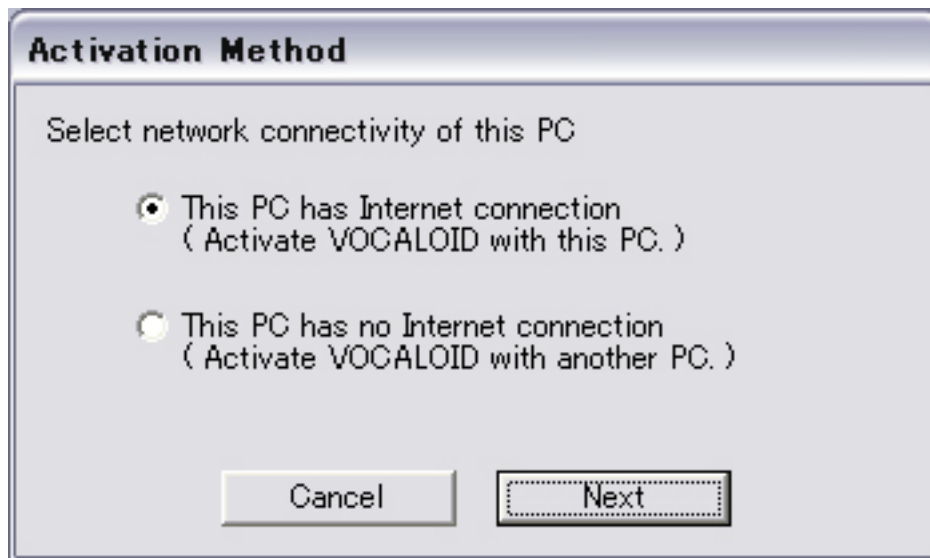 Activation Method
Select network connectivity of this PC
This PC has Internet connection
( Activate VOCALOID with this PC. )
This PC has no Internet connection
( Activate VOCALOID with another PC. )
Cancel
Next